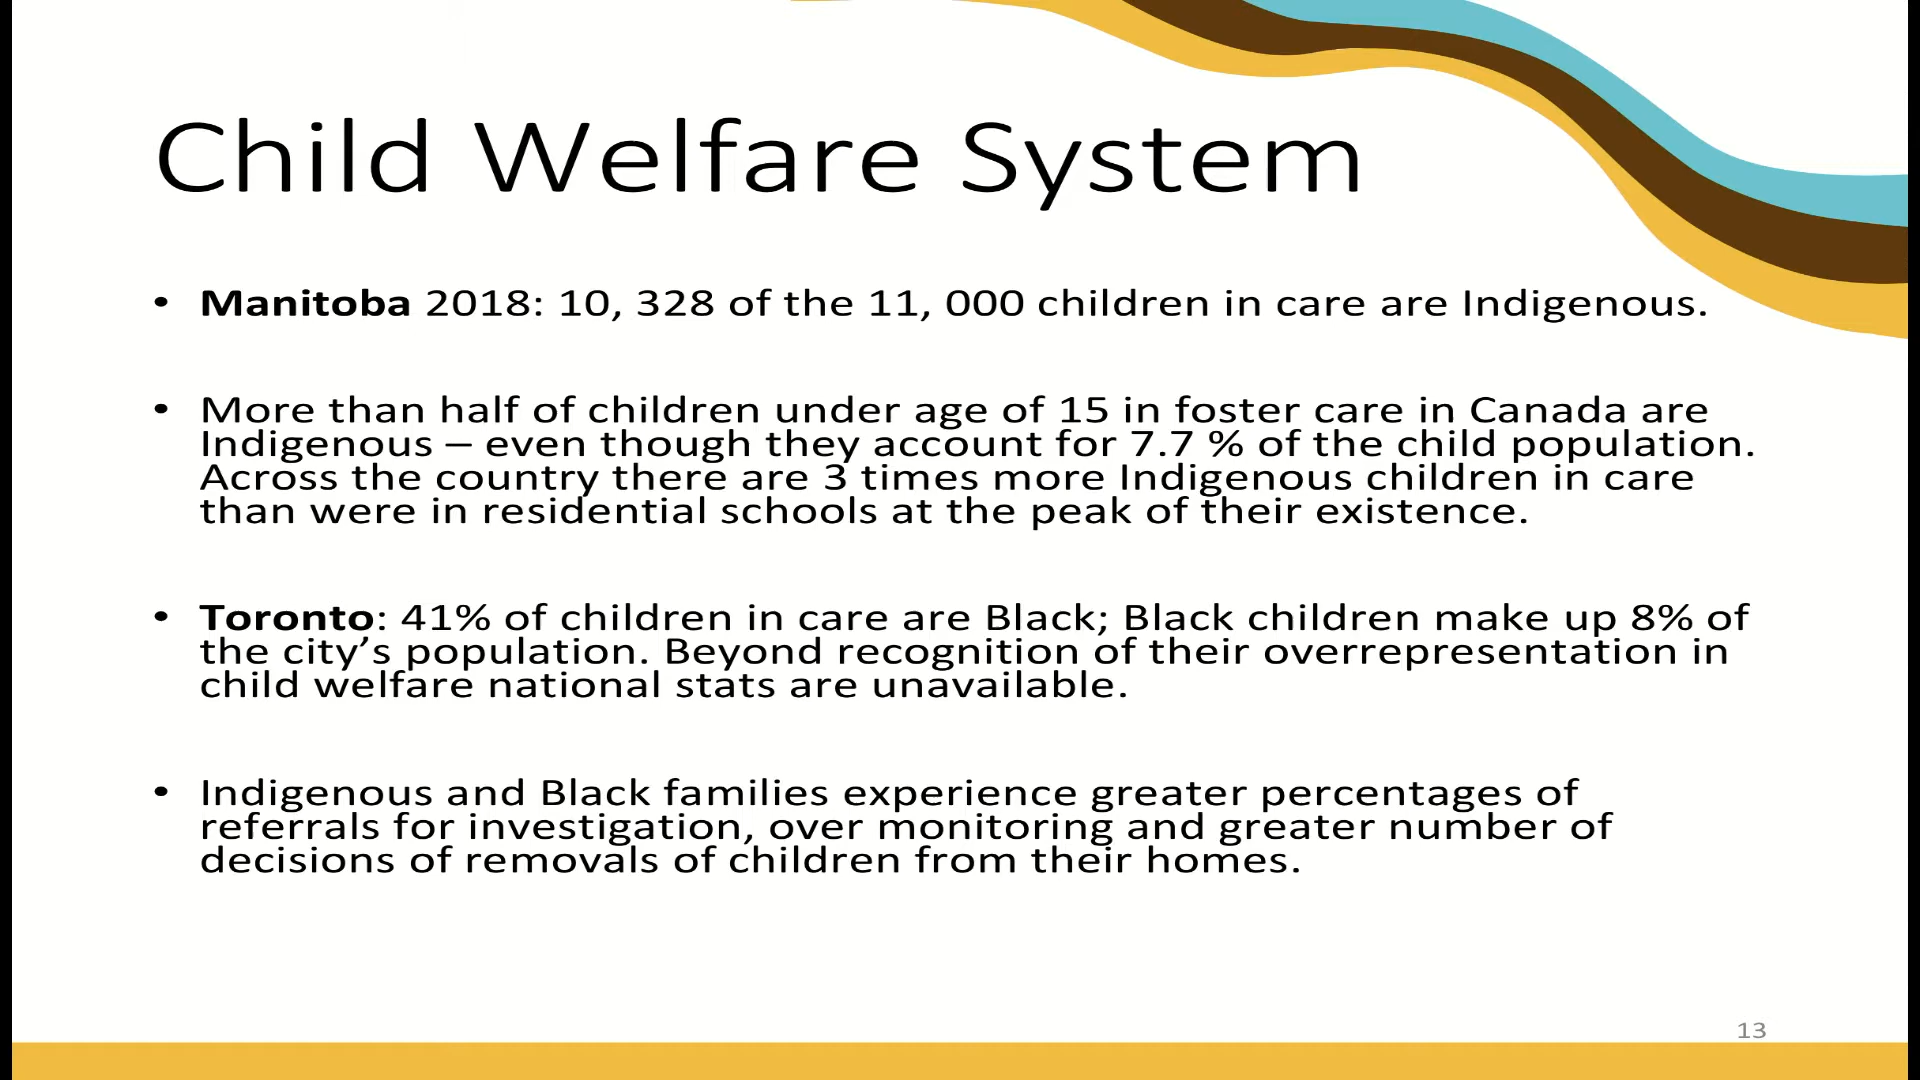 Child Welfare System
• Manitoba 2018: 10, 328 of the 11, 000 children in care are Indigenous.
• More than half of children under age of 15 in foster care in Canada are
Indigenous – even though they account for 7.7 % of the child population.
Across the country there are 3 times more Indigenous children in care
than were in residential schools at the peak of their existence.
• Toronto: 41% of children in care are Black; Black children make up 8% of
the city’s population. Beyond recognition of their overrepresentation in
child welfare national stats are unavailable.
• Indigenous and Black families experience greater percentages of
referrals for investigation, over monitoring and greater number of
decisions of removals of children from their homes.
13